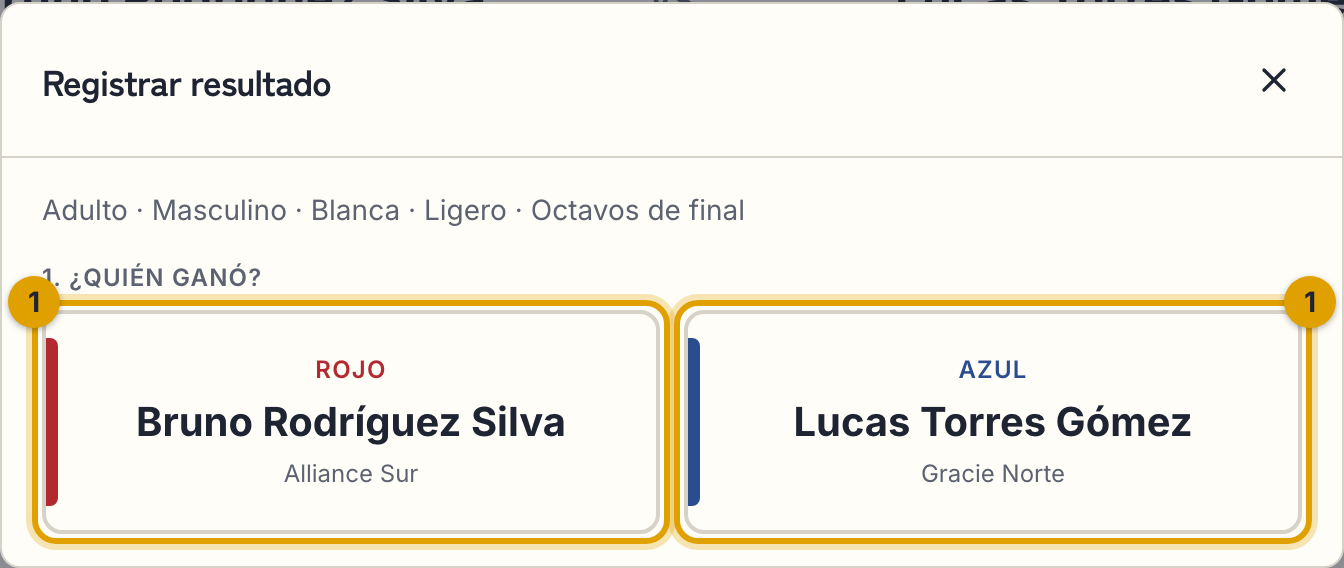 Registrar resultado
Adulto · Masculino · Blanca · Ligero · Octavos de final
1. ¿QUIÉN GANÓ?
1
1
ROJO
Bruno Rodríguez Silva
Alliance Sur
AZUL
Lucas Torres Gómez
Gracie Norte